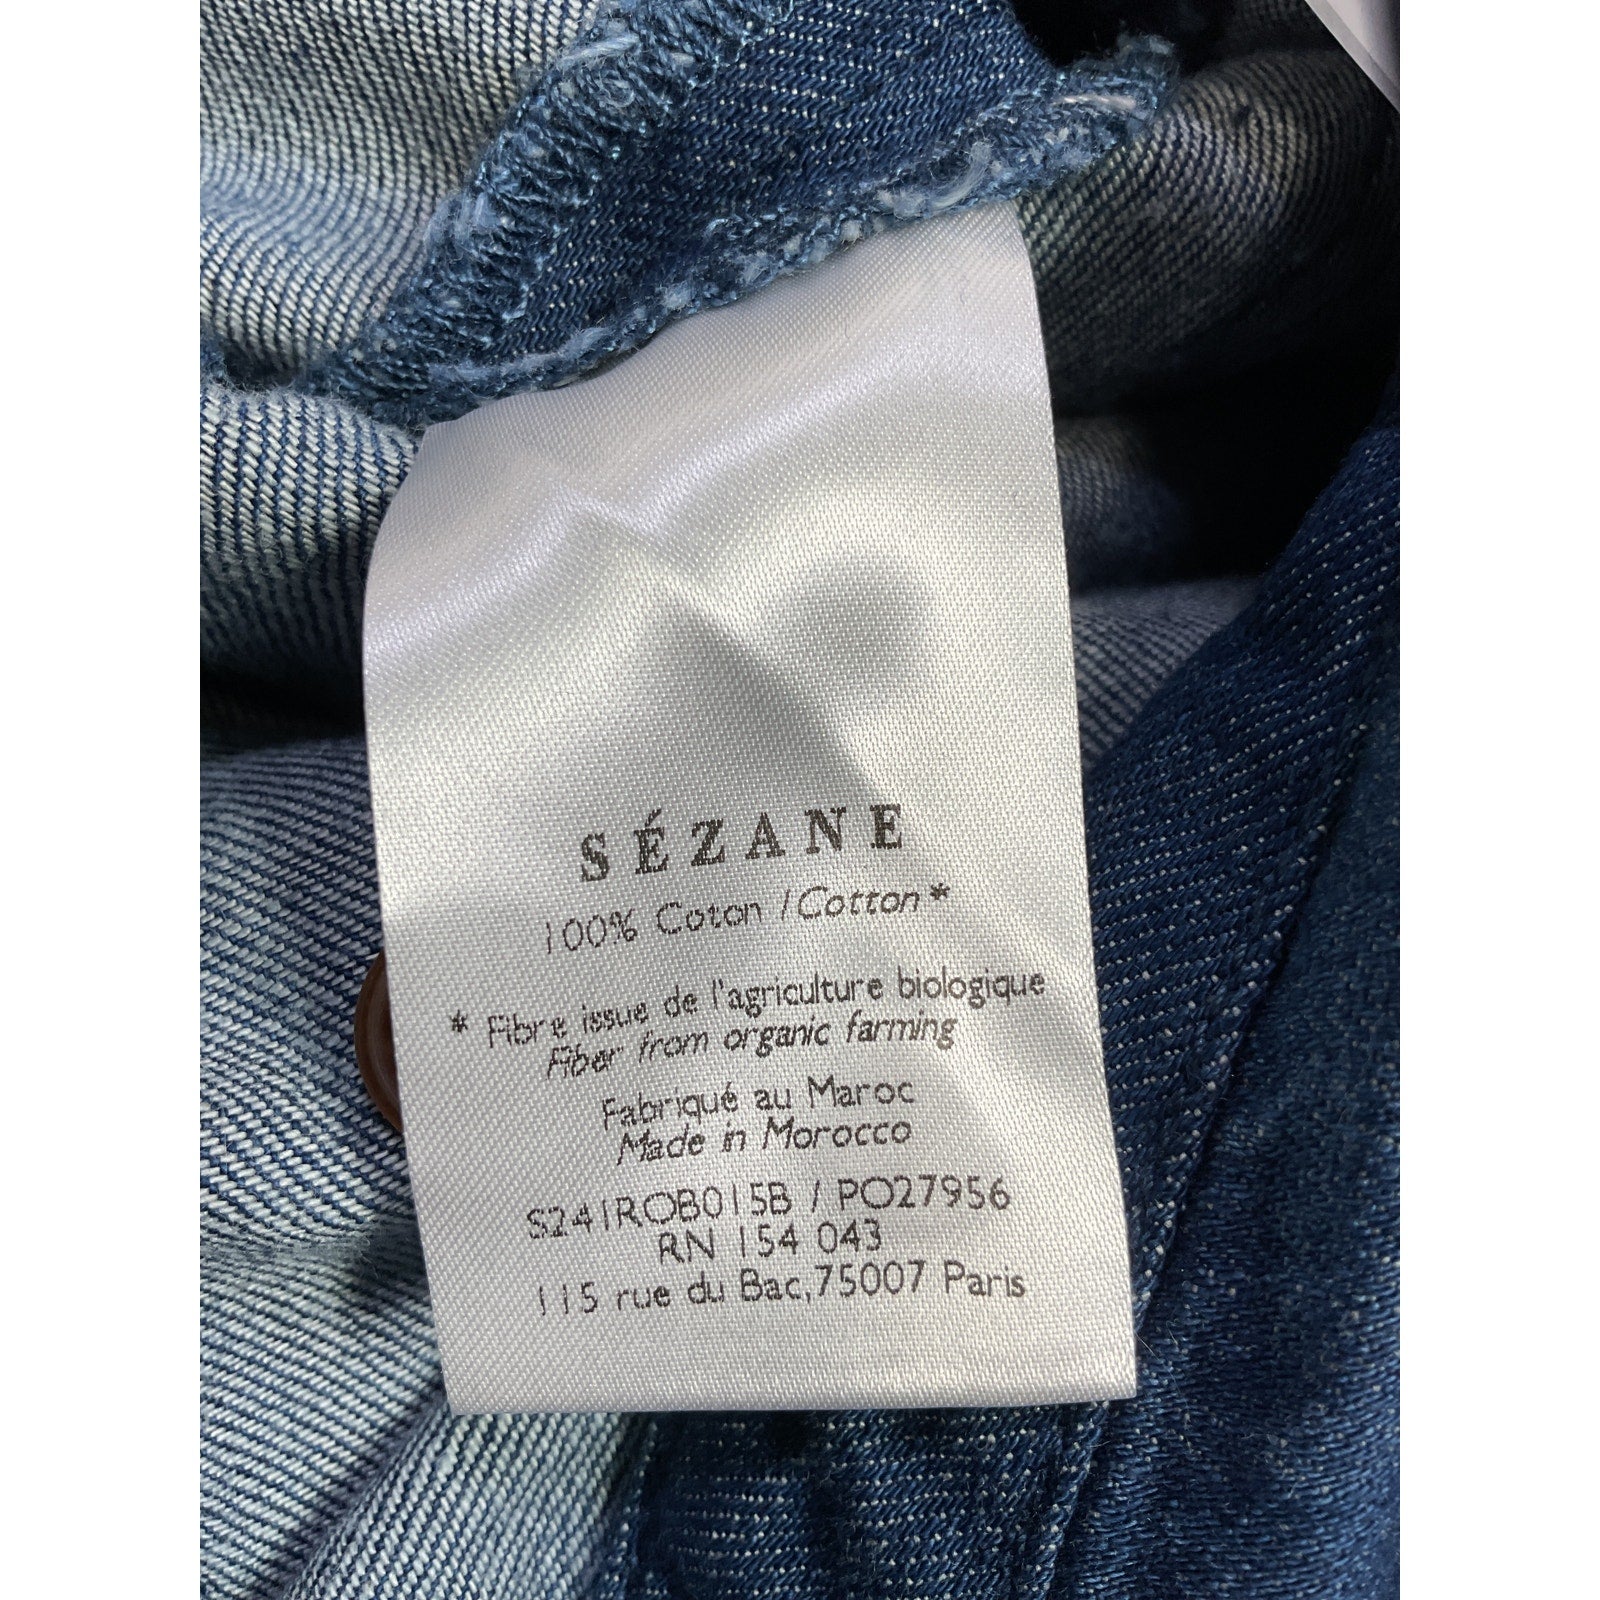 SÉZANE
100% Coton / Cotton*
* Fibre issue de l'agriculture biologique
Fiber from organic farming
Fabriqué au Maroc
Made in Morocco
S241ROB015B / PO27956
RN 154 043
115 rue du Bac, 75007 Paris